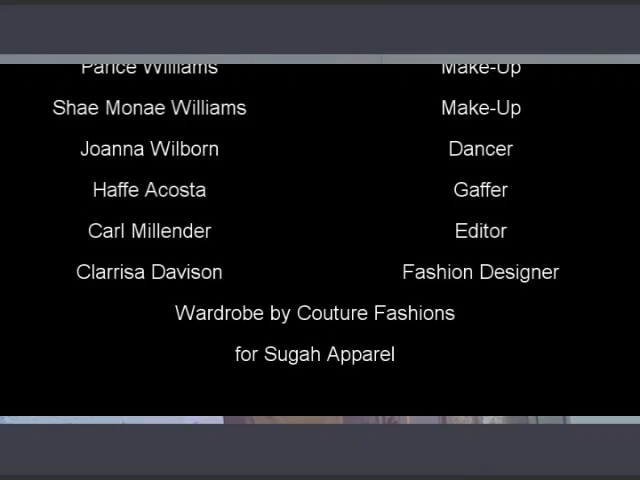 Parice Williams Make-Up
Shae Monae Williams Make-Up
Joanna Wilborn Dancer
Haffe Acosta Gaffer
Carl Millender Editor
Clarrisa Davison Fashion Designer
Wardrobe by Couture Fashions
for Sugah Apparel